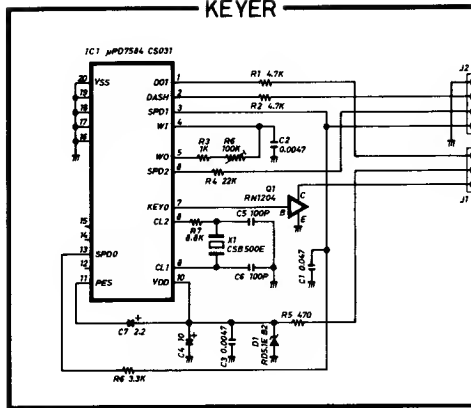 KEYER
IC1 μPD7584 CS031
J2
20 VSS
DOT 1
R1 4.7K
19
DASH 2
R2 4.7K
18
SPD1 3
17
WI 4
16
R3 1K
R6 100K
C2 0.0047
WO 5
SPD2 6
R4 22K
J1
Q1 RN1204
KEYO 7
B
C
E
15
CL2 8
C5 100P
14
R7 6.8K
X1 CSB500E
13 SPD0
12
CL1 9
C6 100P
C1 0.047
11 PES
VDD 10
C7 2.2
R5 470
C4 10
C3 0.0047
D1 RD5.1E B2
R6 3.3K